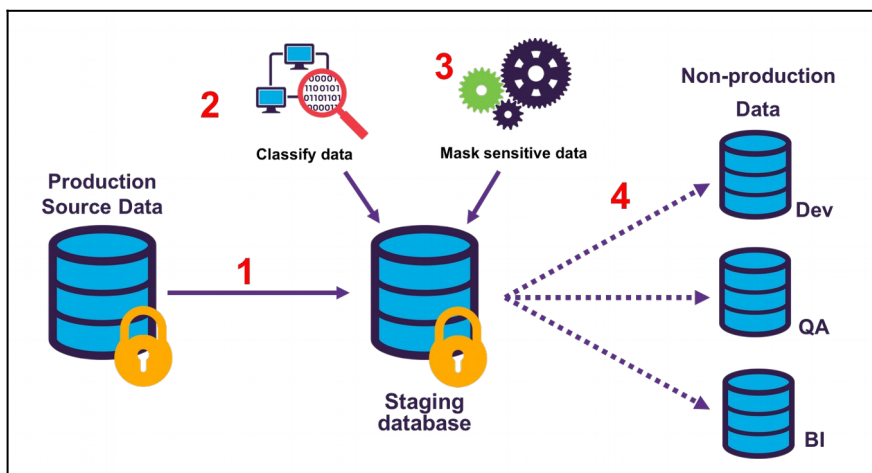 2
3
Classify data
Mask sensitive data
Non-production
Data
Production
Source Data
1
4
Dev
QA
BI
Staging
database